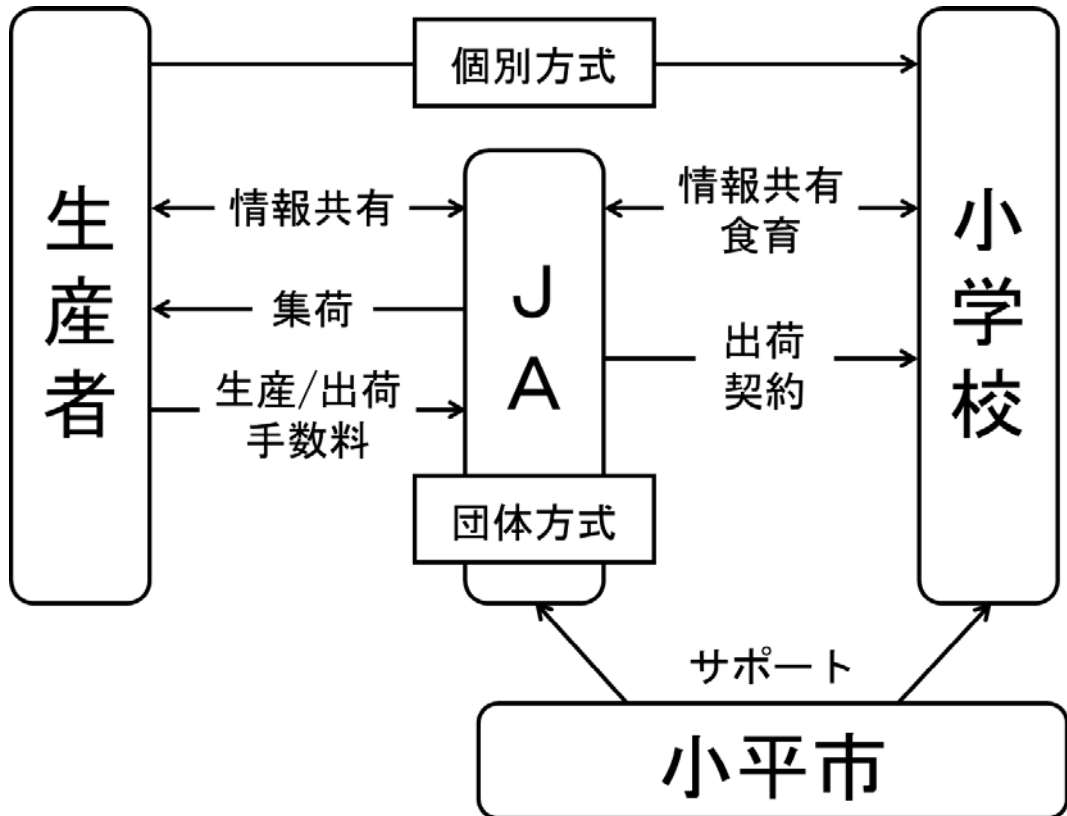 個別方式
生産者
情報共有
集荷
生産/出荷
手数料
JA
団体方式
情報共有
食育
出荷
契約
小学校
サポート
小平市